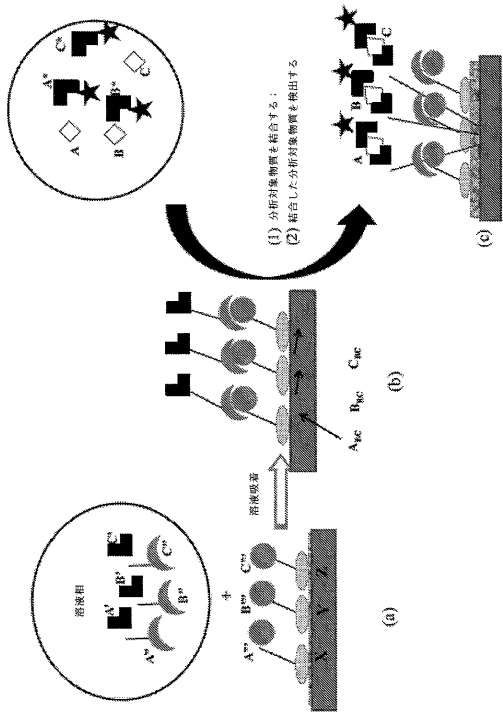 溶液相
A' B' C'
A" B" C"
+
A''' B''' C'''
X Y Z
(a)
溶液吸着
A_BC B_BC C_BC
(b)
A* B* C*
A B C
(1) 分析対象物質を結合する;
(2) 結合した分析対象物質を検出する
A B C
(c)